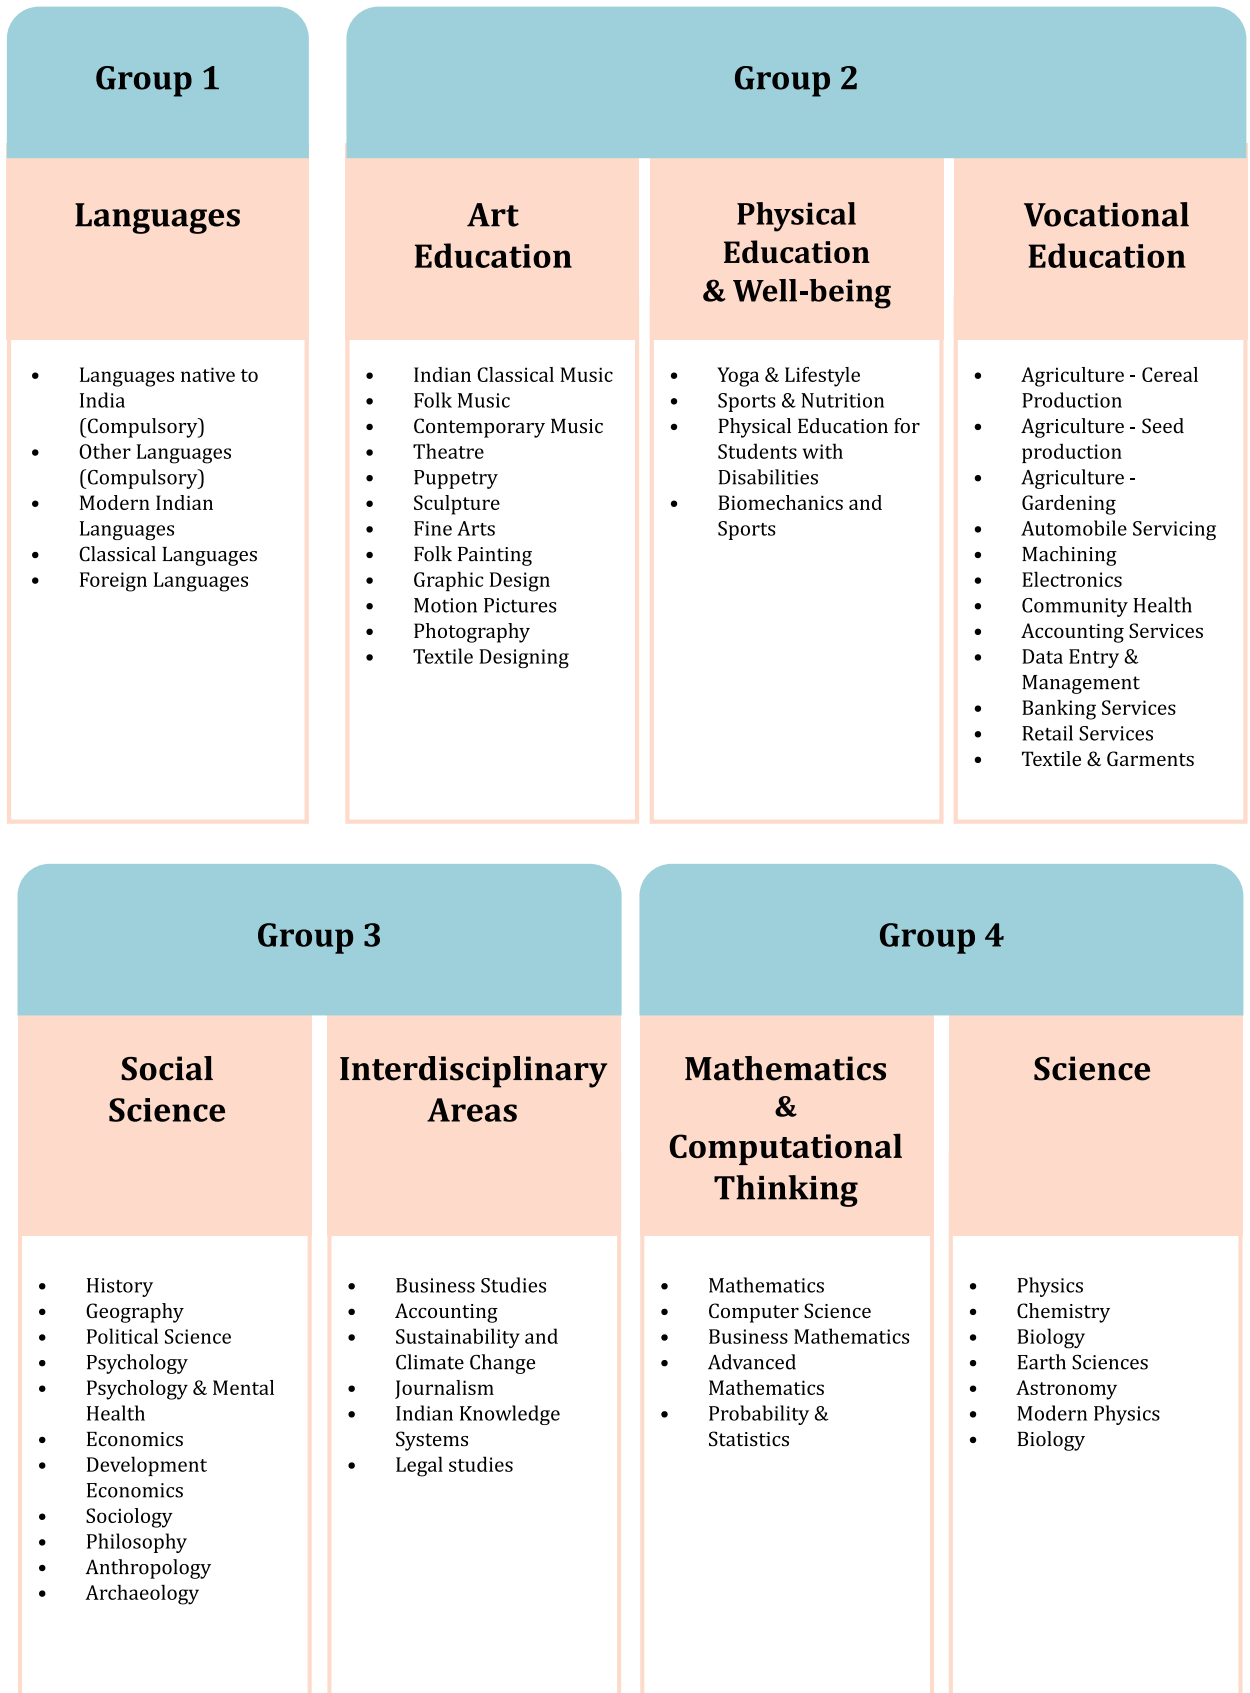 Group 1
Languages
• Languages native to
India
(Compulsory)
• Other Languages
(Compulsory)
• Modern Indian
Languages
• Classical Languages
• Foreign Languages
Group 2
Art
Education
• Indian Classical Music
• Folk Music
• Contemporary Music
• Theatre
• Puppetry
• Sculpture
• Fine Arts
• Folk Painting
• Graphic Design
• Motion Pictures
• Photography
• Textile Designing
Physical
Education
& Well-being
• Yoga & Lifestyle
• Sports & Nutrition
• Physical Education for
Students with
Disabilities
• Biomechanics and
Sports
Vocational
Education
• Agriculture - Cereal
Production
• Agriculture - Seed
production
• Agriculture -
Gardening
• Automobile Servicing
• Machining
• Electronics
• Community Health
• Accounting Services
• Data Entry &
Management
• Banking Services
• Retail Services
• Textile & Garments
Group 3
Social
Science
• History
• Geography
• Political Science
• Psychology
• Psychology & Mental
Health
• Economics
• Development
Economics
• Sociology
• Philosophy
• Anthropology
• Archaeology
Interdisciplinary
Areas
• Business Studies
• Accounting
• Sustainability and
Climate Change
• Journalism
• Indian Knowledge
Systems
• Legal studies
Group 4
Mathematics
&
Computational
Thinking
• Mathematics
• Computer Science
• Business Mathematics
• Advanced
Mathematics
• Probability &
Statistics
Science
• Physics
• Chemistry
• Biology
• Earth Sciences
• Astronomy
• Modern Physics
• Biology